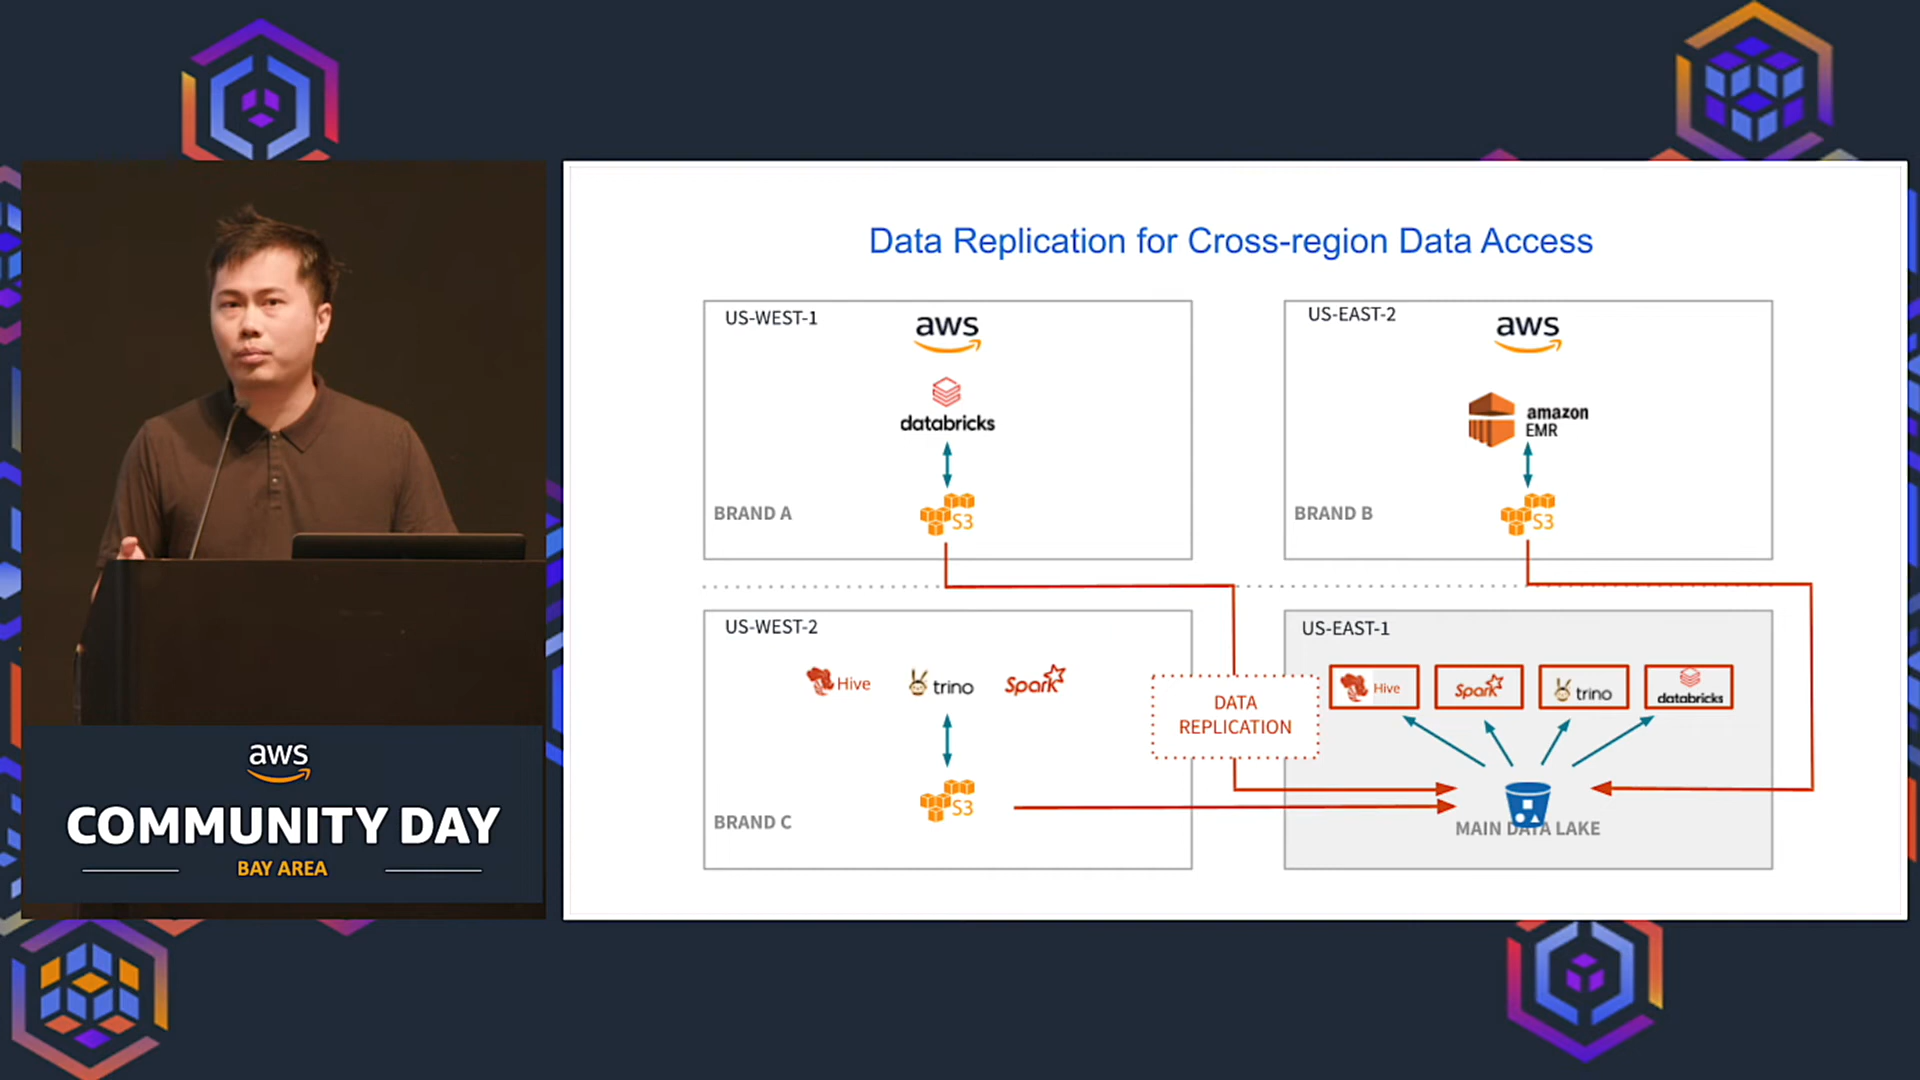 aws
COMMUNITY DAY
BAY AREA
Data Replication for Cross-region Data Access
US-WEST-1
aws
databricks
S3
BRAND A
US-EAST-2
aws
amazon
EMR
S3
BRAND B
US-WEST-2
Hive
trino
Spark
S3
BRAND C
DATA
REPLICATION
US-EAST-1
Hive
Spark
trino
databricks
MAIN DATA LAKE